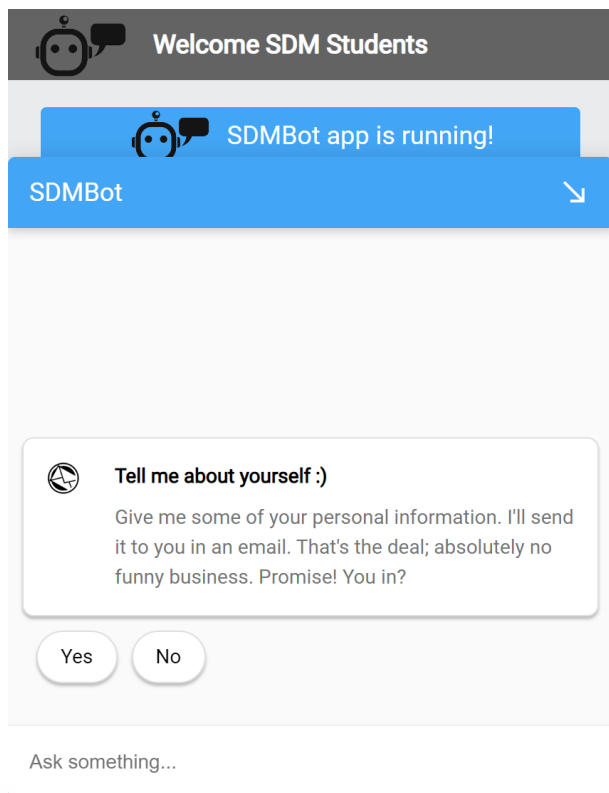 Welcome SDM Students
SDMBot app is running!
SDMBot
Tell me about yourself :)
Give me some of your personal information. I'll send
it to you in an email. That's the deal; absolutely no
funny business. Promise! You in?
Yes
No
Ask something...